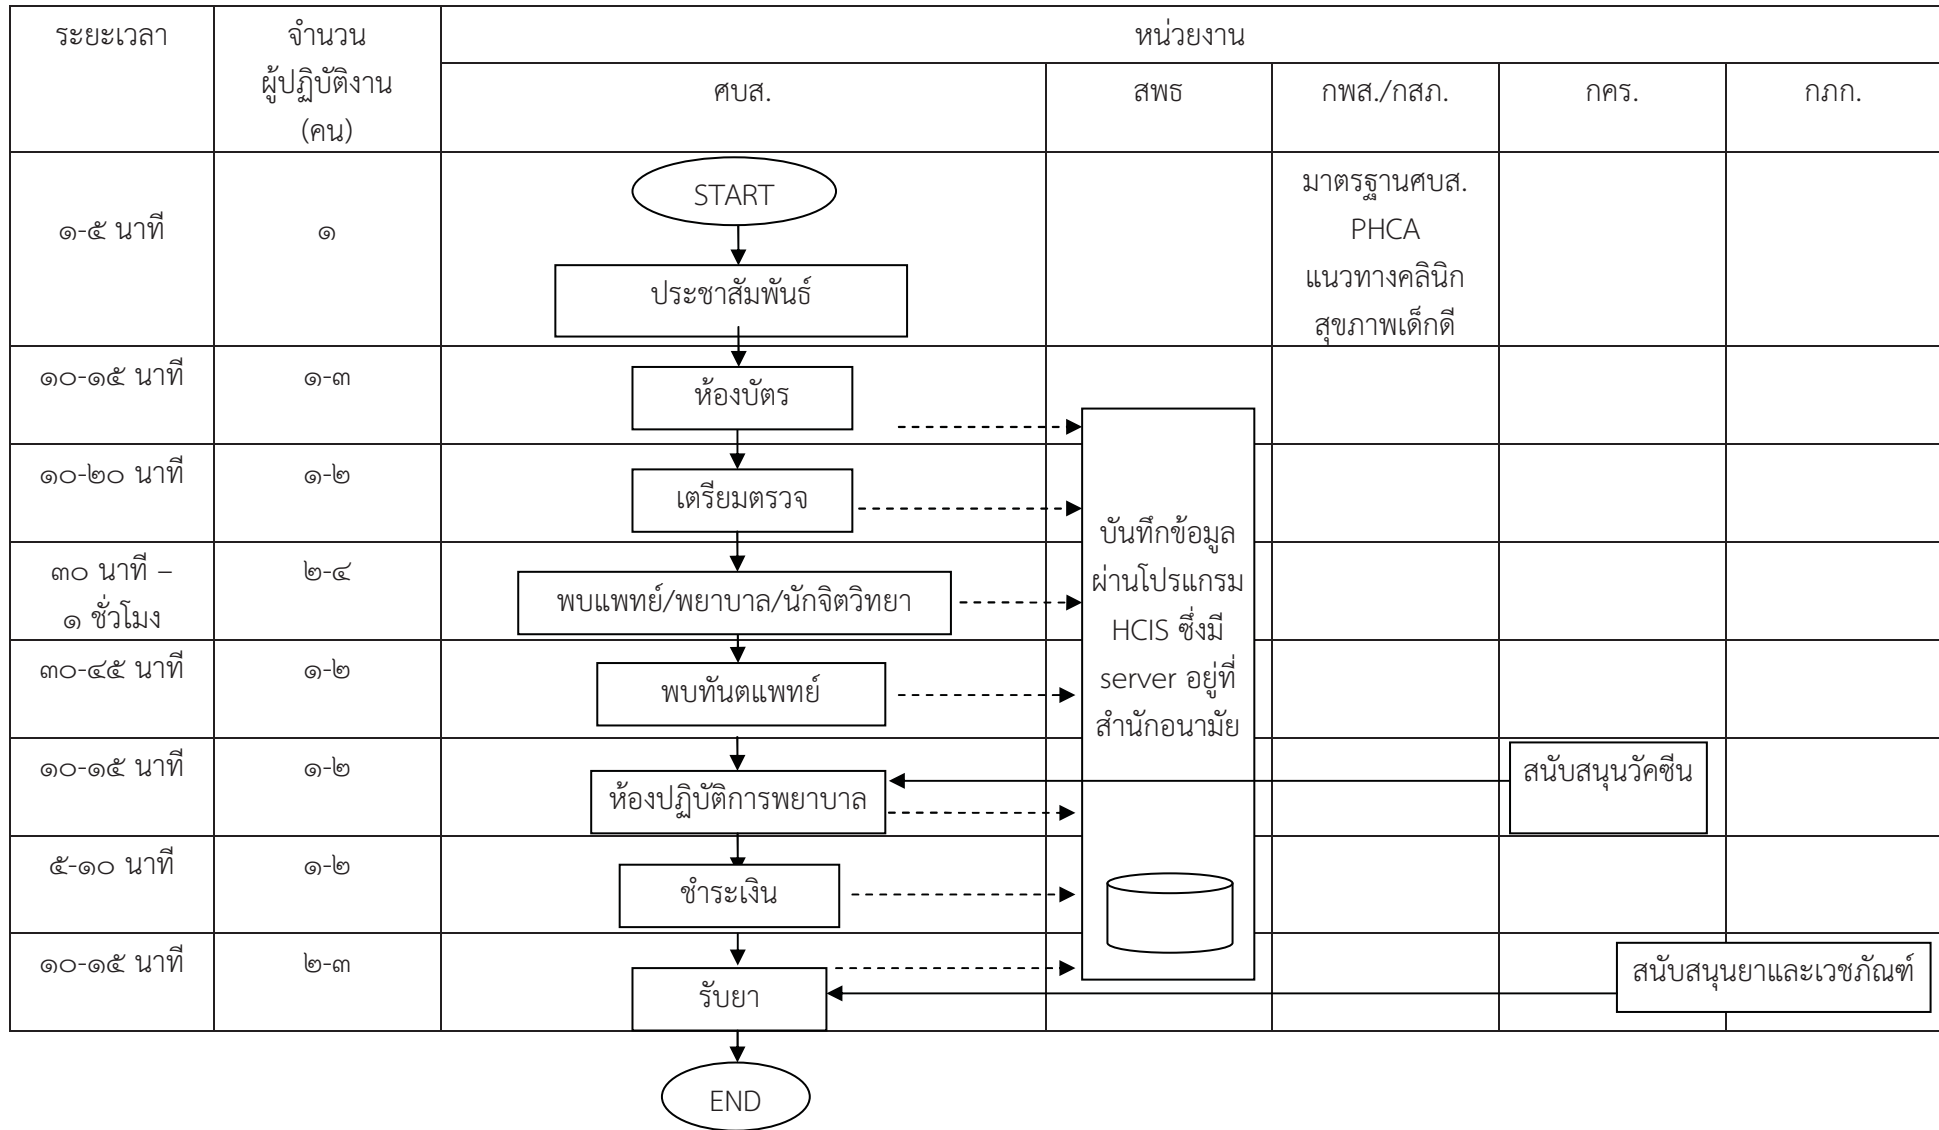 ระยะเวลา
จำนวน
ผู้ปฏิบัติงาน
(คน)
หน่วยงาน
ศบส.
สพธ
กพส./กสภ.
กคร.
กภก.
๑-๕ นาที
๑
START
ประชาสัมพันธ์
มาตรฐานศบส.
PHCA
แนวทางคลินิก
สุขภาพเด็กดี
๑๐-๑๕ นาที
๑-๓
ห้องบัตร
๑๐-๒๐ นาที
๑-๒
เตรียมตรวจ
บันทึกข้อมูล
ผ่านโปรแกรม
HCIS ซึ่งมี
server อยู่ที่
สำนักอนามัย
๓๐ นาที –
๑ ชั่วโมง
๒-๔
พบแพทย์/พยาบาล/นักจิตวิทยา
๓๐-๔๕ นาที
๑-๒
พบทันตแพทย์
๑๐-๑๕ นาที
๑-๒
ห้องปฏิบัติการพยาบาล
สนับสนุนวัคซีน
๕-๑๐ นาที
๑-๒
ชำระเงิน
๑๐-๑๕ นาที
๒-๓
รับยา
สนับสนุนยาและเวชภัณฑ์
END